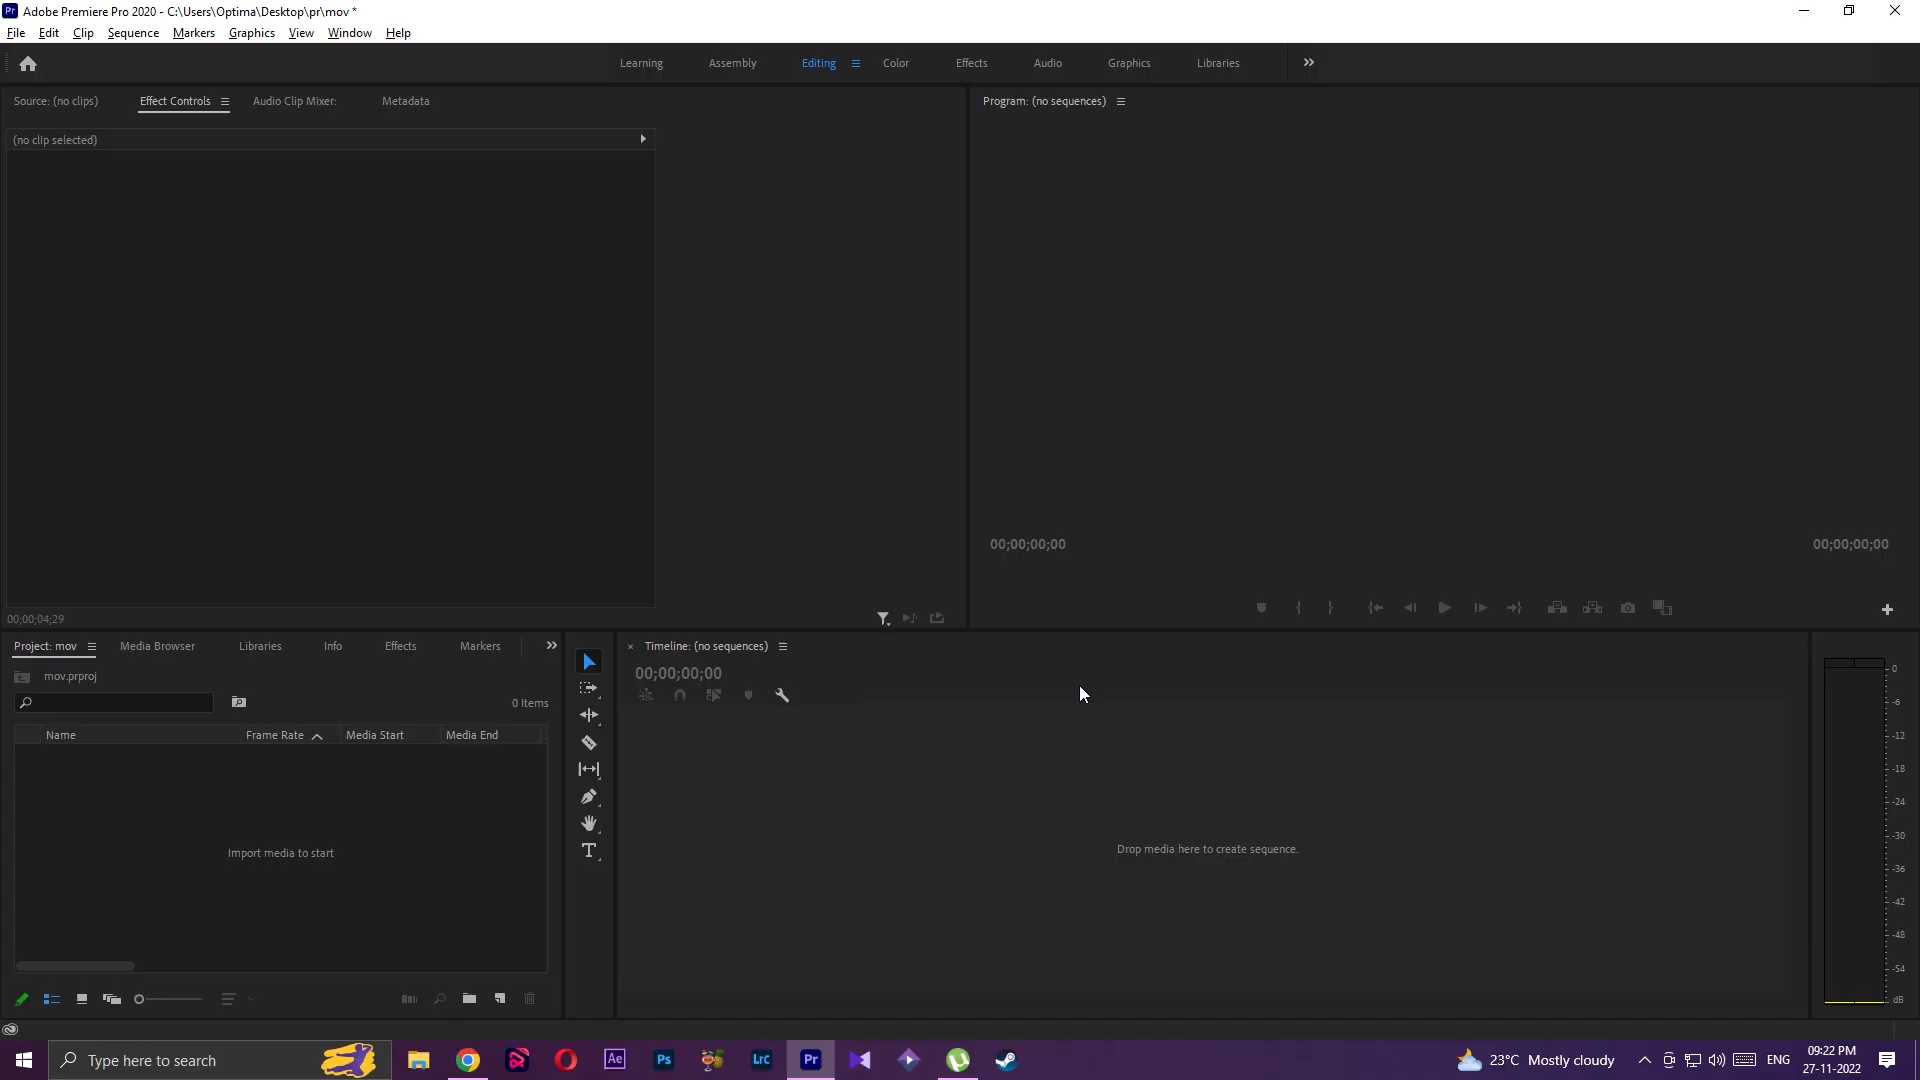 Pr Adobe Premiere Pro 2020 - C:\Users\Optima\Desktop\pr\mov *
File Edit Clip Sequence Markers Graphics View Window Help
Learning Assembly Editing Color Effects Audio Graphics Libraries
Source: (no clips) Effect Controls Audio Clip Mixer: Metadata
Program: (no sequences)
(no clip selected)
00;00;00;00 00;00;00;00
00;00;04;29
Project: mov Media Browser Libraries Info Effects Markers
Timeline: (no sequences)
mov.prproj
00;00;00;00
0 Items
Name Frame Rate Media Start Media End
Import media to start
Drop media here to create sequence.
0
-6
-12
-18
-24
-30
-36
-42
-48
-54
dB
Type here to search
Ae Ps Lrc Pr
23°C Mostly cloudy
ENG
09:22 PM
27-11-2022